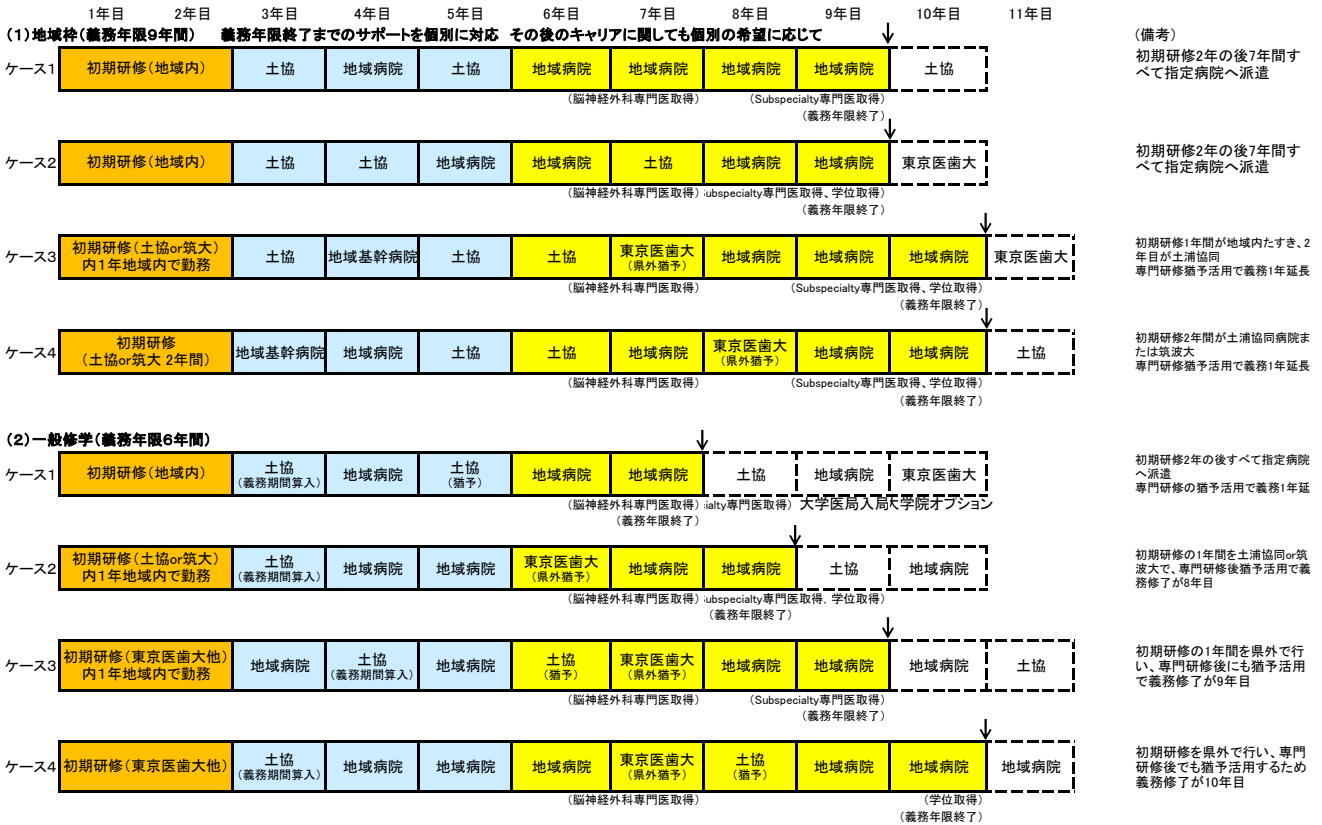 1年目 2年目 3年目 4年目 5年目 6年目 7年目 8年目 9年目 10年目 11年目
(1)地域枠(義務年限9年間) 義務年限終了までのサポートを個別に対応 その後のキャリアに関しても個別の希望に応じて
(備考)
ケース1 初期研修(地域内) 土協 地域病院 土協 地域病院 地域病院 地域病院 地域病院 土協
初期研修2年の後7年間す
べて指定病院へ派遣
(脳神経外科専門医取得) (Subspecialty専門医取得)
(義務年限終了)
ケース2 初期研修(地域内) 土協 土協 地域病院 地域病院 土協 地域病院 地域病院 東京医歯大
初期研修2年の後7年間す
べて指定病院へ派遣
(脳神経外科専門医取得) ubspecialty専門医取得、学位取得)
(義務年限終了)
ケース3 初期研修(土協or筑大) 土協 地域基幹病院 土協 土協 東京医歯大 地域病院 地域病院 地域病院 東京医歯大
内1年地域内で勤務 (県外猶予)
初期研修1年間が地域内たすき、2
年目が土浦協同
専門研修猶予活用で義務1年延長
(脳神経外科専門医取得) (Subspecialty専門医取得、学位取得)
(義務年限終了)
ケース4 初期研修 地域基幹病院 地域病院 土協 土協 地域病院 東京医歯大 地域病院 地域病院 土協
(土協or筑大 2年間) (県外猶予)
初期研修2年間が土浦協同病院ま
たは筑波大
専門研修猶予活用で義務1年延長
(脳神経外科専門医取得) (Subspecialty専門医取得、学位取得)
(義務年限終了)
(2)一般修学(義務年限6年間)
ケース1 初期研修(地域内) 土協 地域病院 土協 地域病院 地域病院 土協 地域病院 東京医歯大
(義務期間算入) (猶予)
初期研修2年の後すべて指定病院
へ派遣
専門研修の猶予活用で義務1年延
(脳神経外科専門医取得) ialty専門医取得) 大学医局入局 大学院オプション
(義務年限終了)
ケース2 初期研修(土協or筑大) 土協 地域病院 地域病院 東京医歯大 地域病院 地域病院 土協 地域病院
内1年地域内で勤務 (義務期間算入) (県外猶予)
初期研修の1年間を土浦協同or筑
波大で、専門研修後猶予活用で義
務修了が8年目
(脳神経外科専門医取得) ubspecialty専門医取得, 学位取得)
(義務年限終了)
ケース3 初期研修(東京医歯大他) 地域病院 土協 地域病院 土協 東京医歯大 地域病院 地域病院 地域病院 土協
内1年地域内で勤務 (義務期間算入) (猶予) (県外猶予)
初期研修の1年間を県外で行
い、専門研修後にも猶予活用
で義務修了が9年目
(脳神経外科専門医取得) (Subspecialty専門医取得)
(義務年限終了)
ケース4 初期研修(東京医歯大他) 土協 地域病院 地域病院 地域病院 東京医歯大 土協 地域病院 地域病院 地域病院
(義務期間算入) (県外猶予) (猶予)
初期研修を県外で行い、専門
研修後でも猶予活用するため
義務修了が10年目
(脳神経外科専門医取得) (学位取得)
(義務年限終了)